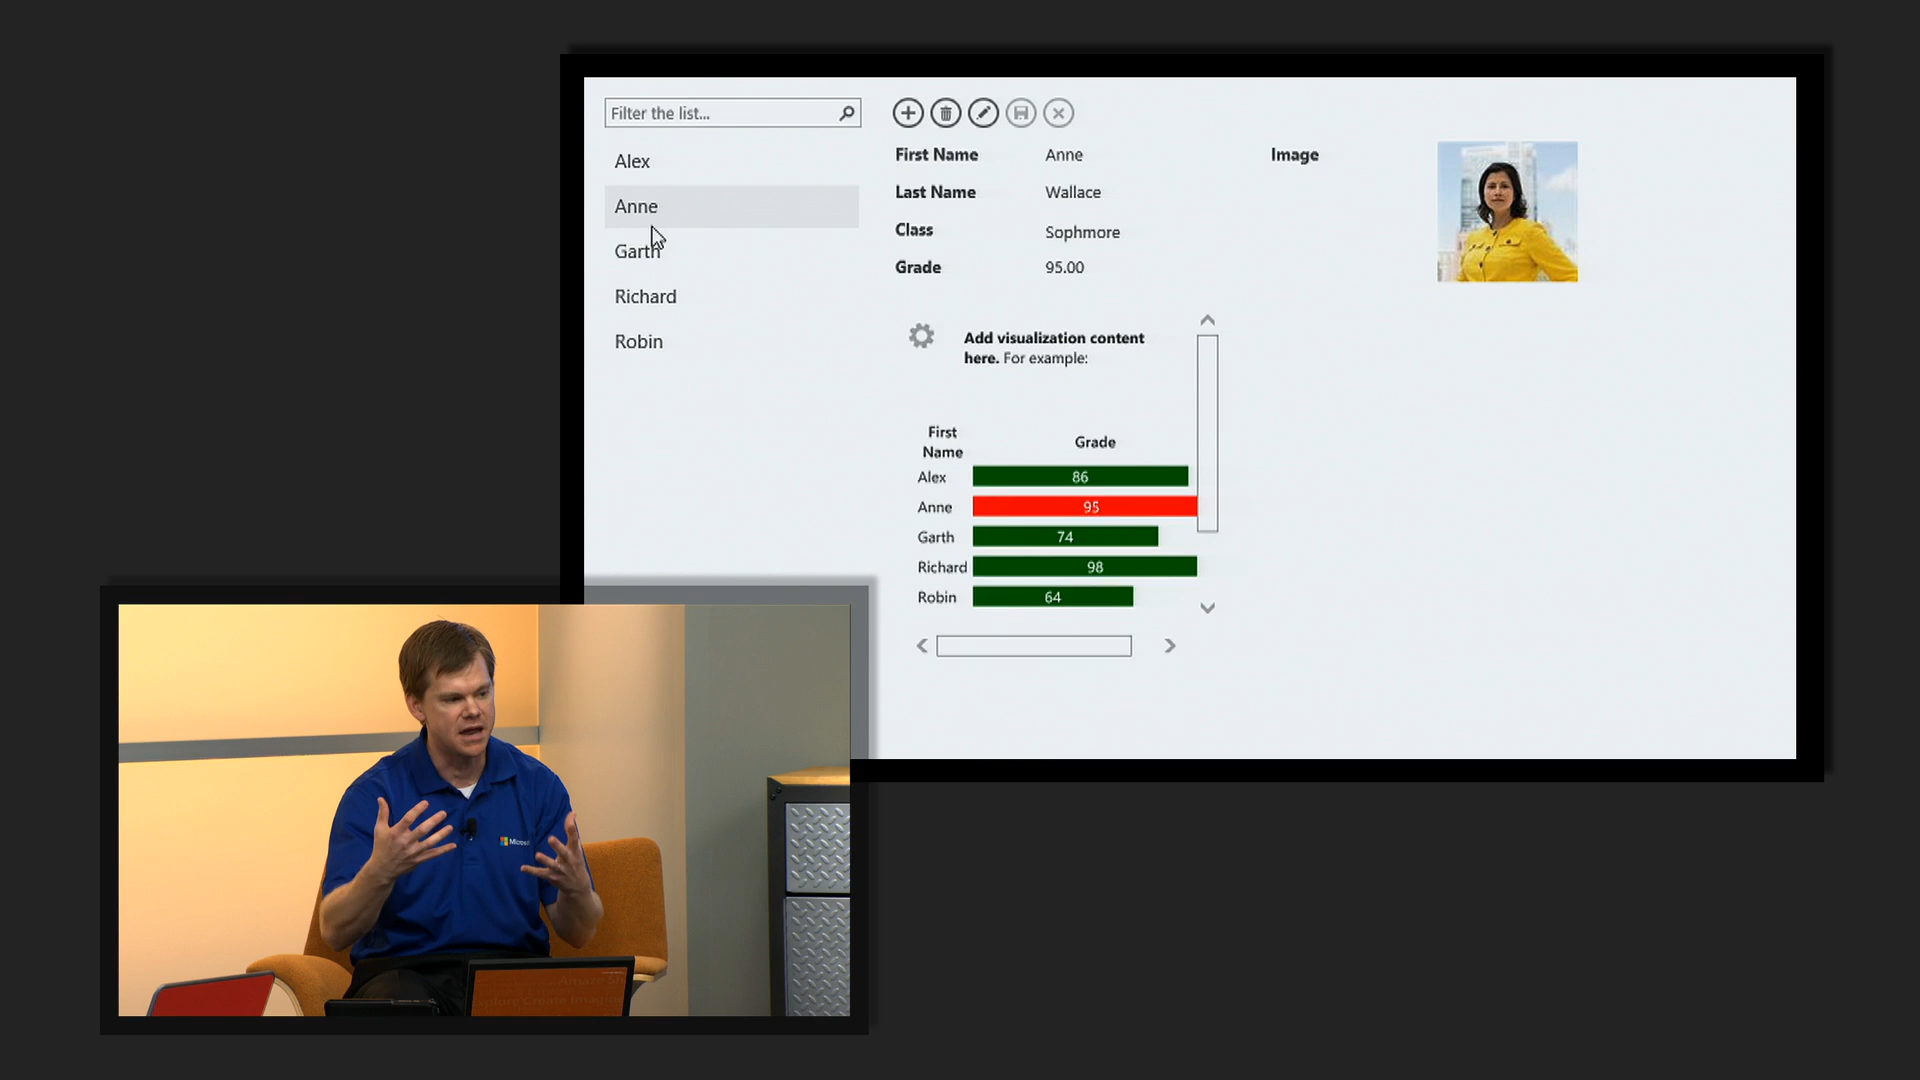 Filter the list...
Alex
Anne
Garth
Richard
Robin
First Name Anne
Last Name Wallace
Class Sophmore
Grade 95.00
Image
Add visualization content
here. For example:
First
Name
Grade
Alex 86
Anne 95
Garth 74
Richard 98
Robin 64